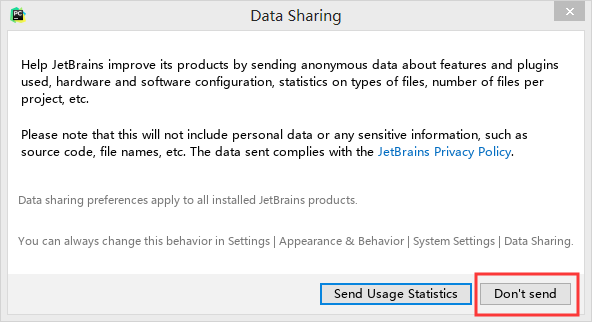 PC
Data Sharing
Help JetBrains improve its products by sending anonymous data about features and plugins
used, hardware and software configuration, statistics on types of files, number of files per
project, etc.
Please note that this will not include personal data or any sensitive information, such as
source code, file names, etc. The data sent complies with the JetBrains Privacy Policy.
Data sharing preferences apply to all installed JetBrains products.
You can always change this behavior in Settings | Appearance & Behavior | System Settings | Data Sharing.
Send Usage Statistics
Don't send